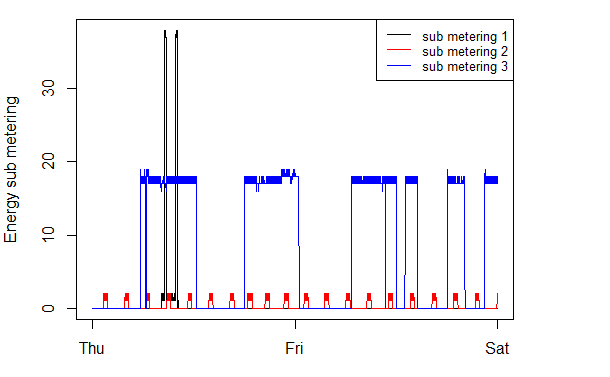 sub metering 1
sub metering 2
sub metering 3
Energy sub metering
30
20
10
0
Thu Fri Sat